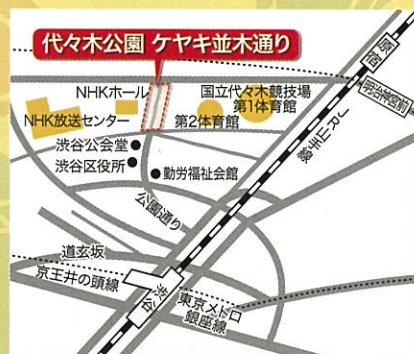 代々木公園 ケヤキ並木通り
原宿
明治神宮前
NHKホール
国立代々木競技場
第1体育館
NHK放送センター
第2体育館
JR山手線
渋谷公会堂
渋谷区役所
勤労福祉会館
公園通り
道玄坂
京王井の頭線
渋谷
東京メトロ
銀座線